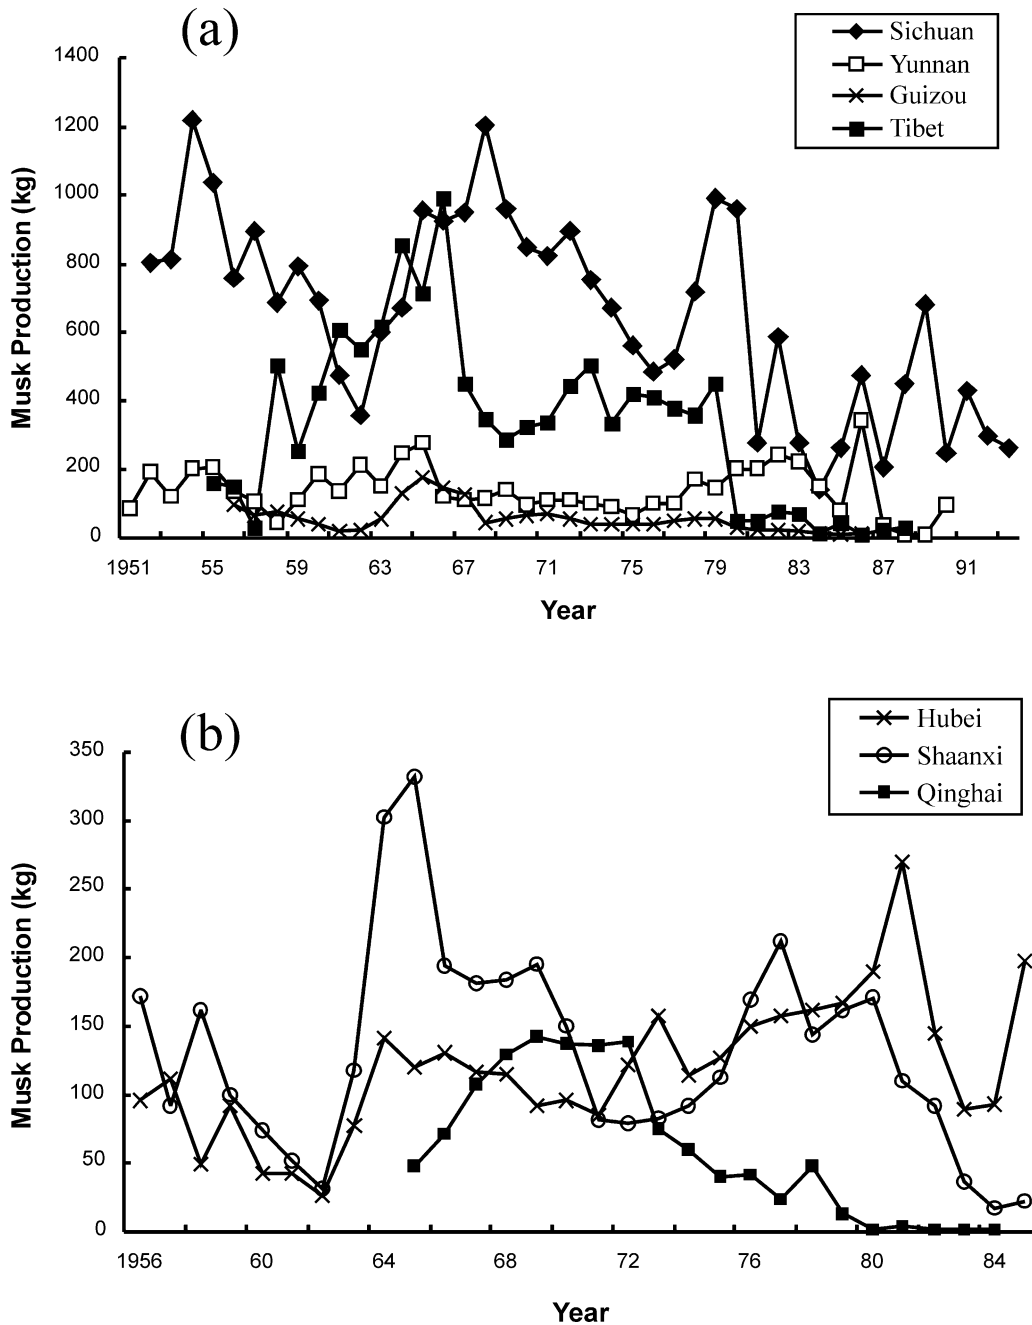 (a)
Sichuan
Yunnan
Guizou
Tibet
1400
1200
1000
800
600
400
200
0
Musk Production (kg)
1951 55 59 63 67 71 75 79 83 87 91
Year
(b)
Hubei
Shaanxi
Qinghai
350
300
250
200
150
100
50
0
Musk Production (kg)
1956 60 64 68 72 76 80 84
Year